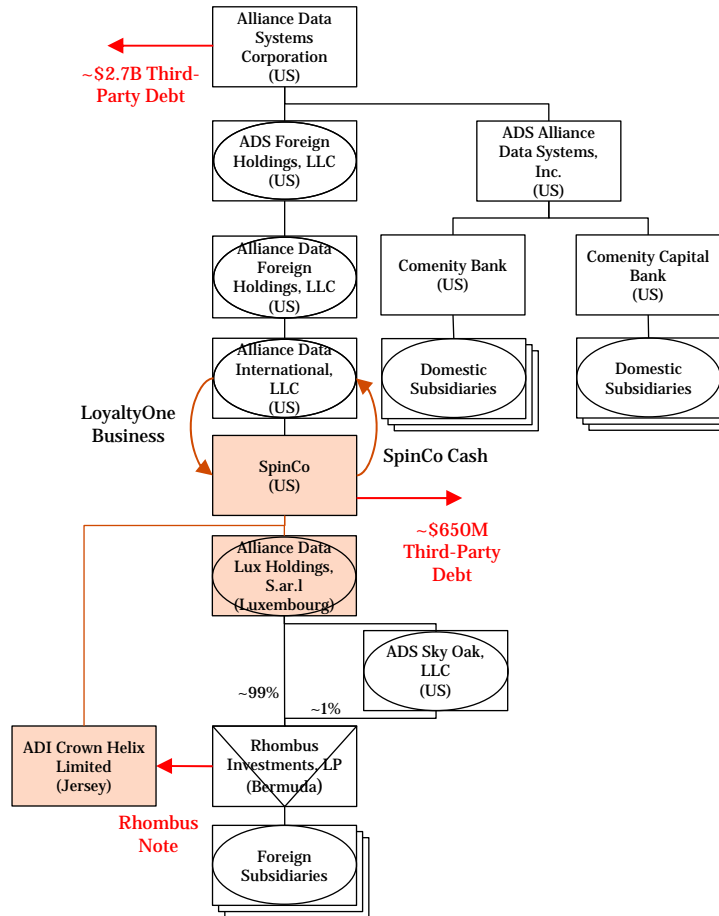 Alliance Data
Systems
Corporation
(US)
~$2.7B Third-
Party Debt
ADS Foreign
Holdings, LLC
(US)
ADS Alliance
Data Systems,
Inc.
(US)
Alliance Data
Foreign
Holdings, LLC
(US)
Comenity Bank
(US)
Comenity Capital
Bank
(US)
Alliance Data
International,
LLC
(US)
Domestic
Subsidiaries
Domestic
Subsidiaries
LoyaltyOne
Business
SpinCo Cash
SpinCo
(US)
~$650M
Third-Party
Debt
Alliance Data
Lux Holdings,
S.ar.l
(Luxembourg)
ADS Sky Oak,
LLC
(US)
~99%
~1%
ADI Crown Helix
Limited
(Jersey)
Rhombus
Investments, LP
(Bermuda)
Rhombus
Note
Foreign
Subsidiaries